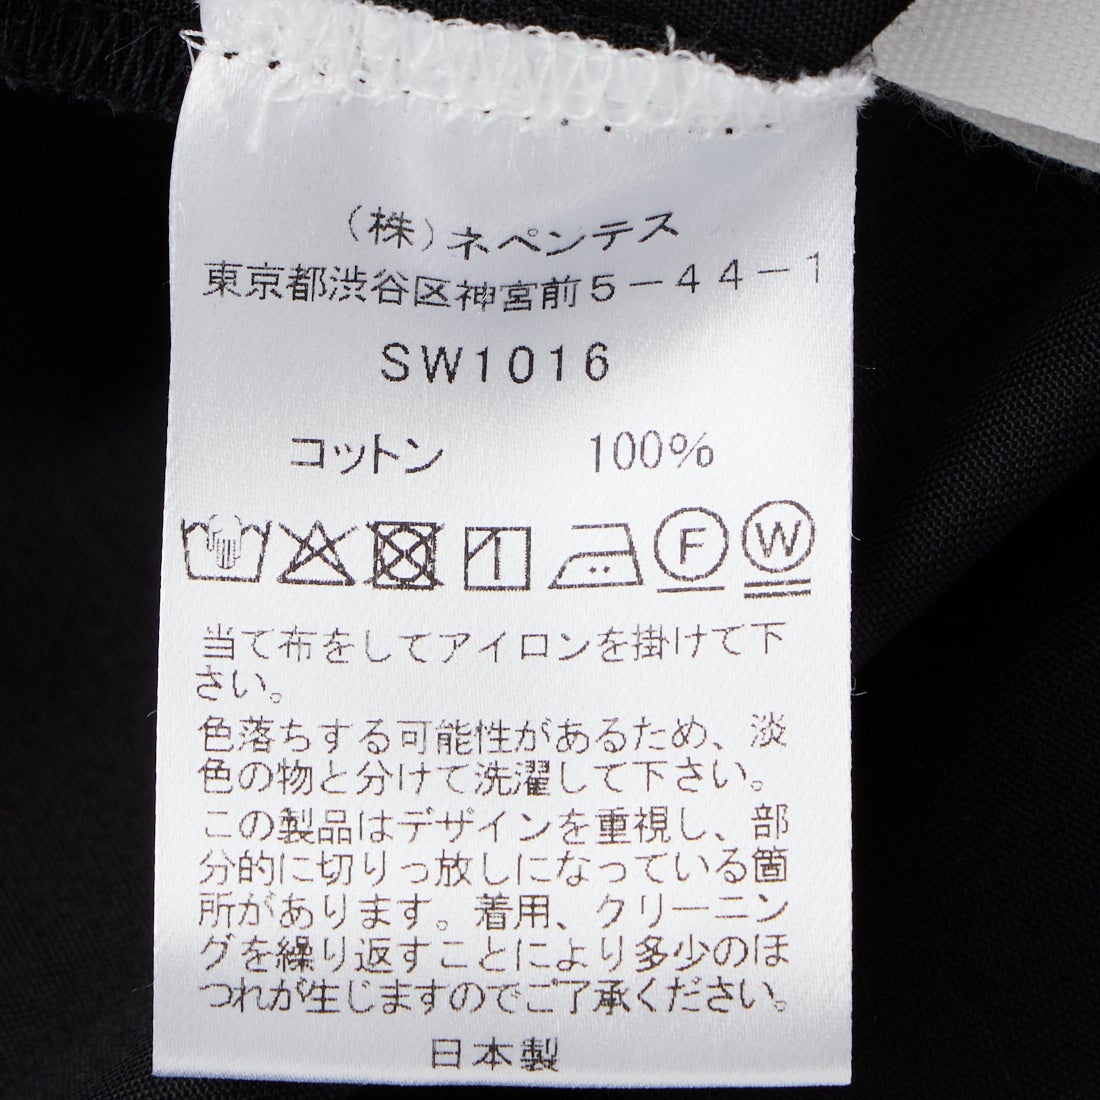 （株）ネペンテス
東京都渋谷区神宮前５－４４－１
SW1016
コットン 100%
F W
当て布をしてアイロンを掛けて下
さい。
色落ちする可能性があるため、淡
色の物と分けて洗濯して下さい。
この製品はデザインを重視し、部
分的に切りっ放しになっている箇
所があります。着用、クリーニン
グを繰り返すことにより多少のほ
つれが生じますのでご了承ください。
日本製